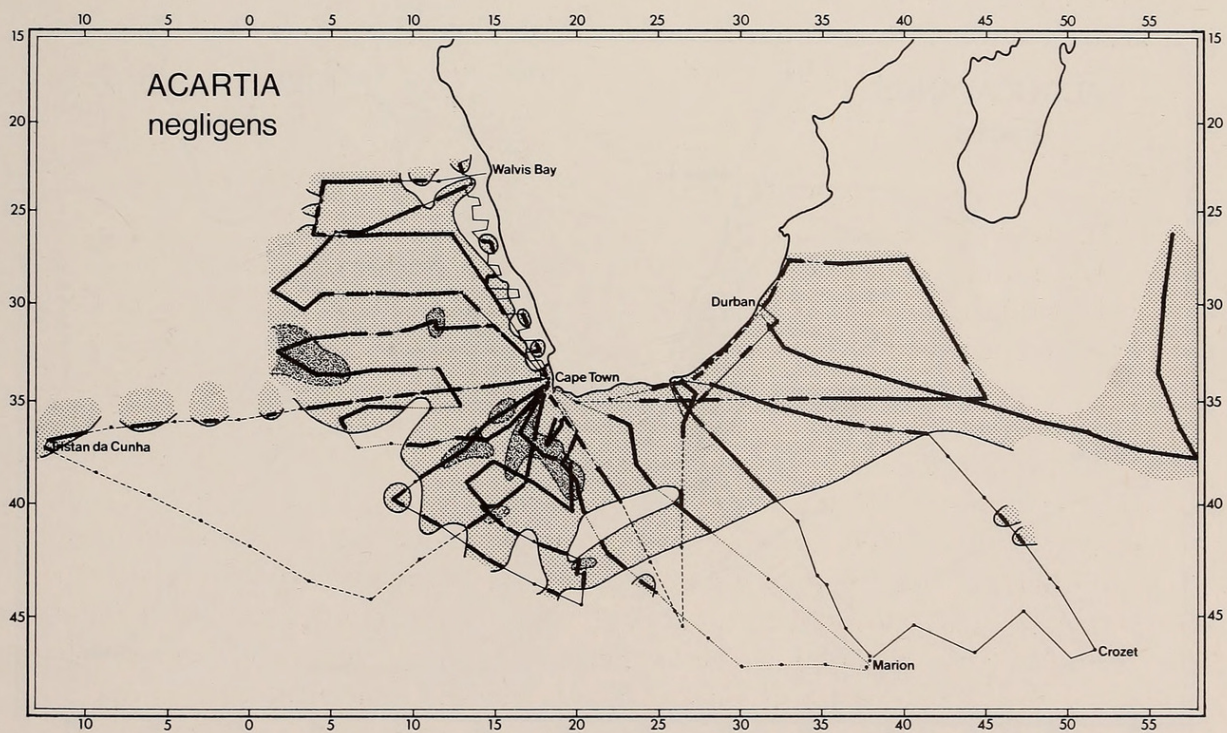 10 5 0 5 10 15 20 25 30 35 40 45 50 55
15 15
ACARTIA
negligens
20 20
Walvis Bay
25 25
30 Durban 30
Cape Town
35 35
Tristan da Cunha
40 40
45 45
Crozet
Marion
10 5 0 5 10 15 20 25 30 35 40 45 50 55